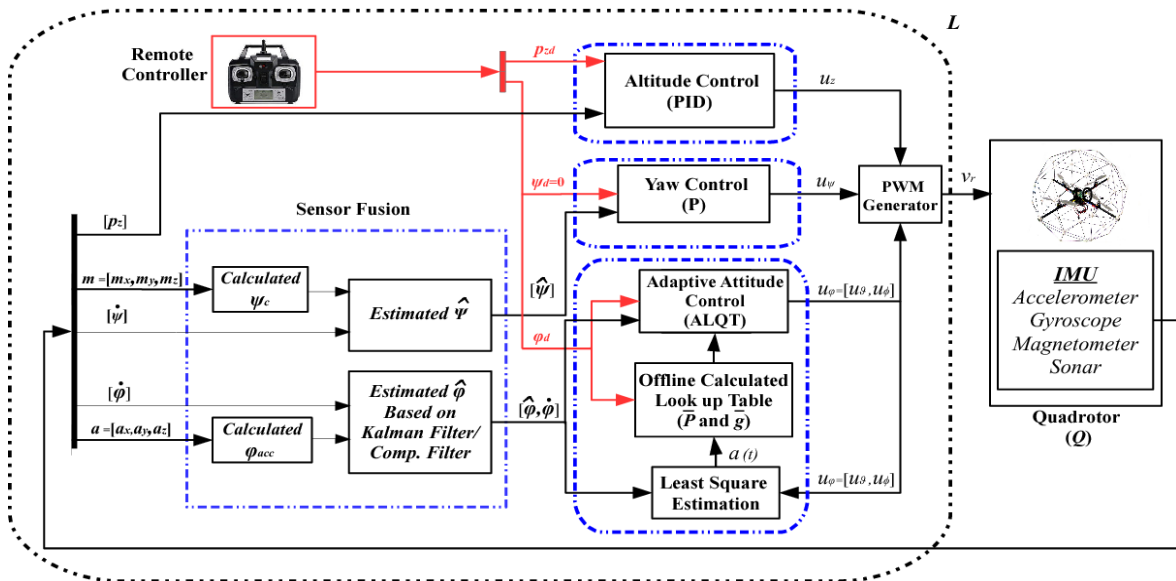 L
Remote
Controller
p_zd
Altitude Control
(PID)
u_z
ψ_d=0
Yaw Control
(P)
u_ψ
PWM
Generator
v_r
Sensor Fusion
[p_z]
m =[m_x,m_y,m_z]
Calculated
ψ_c
[ψ̇]
Estimated ψ̂
[ψ̂]
[φ̇]
a =[a_x,a_y,a_z]
Calculated
φ_acc
Estimated φ̂
Based on
Kalman Filter/
Comp. Filter
[φ̂,φ̇]
φ_d
Adaptive Attitude
Control
(ALQT)
u_φ=[u_ϑ,u_ϕ]
Offline Calculated
Look up Table
(P̅ and g̅)
a (t)
Least Square
Estimation
u_φ=[u_ϑ,u_ϕ]
IMU
Accelerometer
Gyroscope
Magnetometer
Sonar
Quadrotor
(Q)